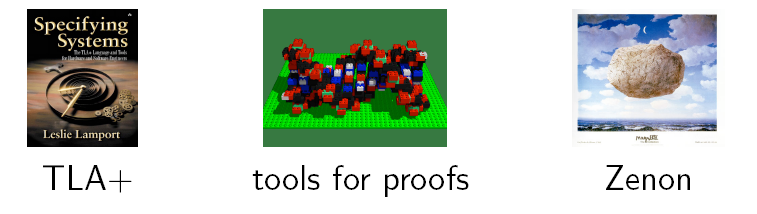 Specifying
Systems
The TLA+ Language and Tools
for Hardware and Software Engineers
Leslie Lamport
magritte
TLA+
tools for proofs
Zenon